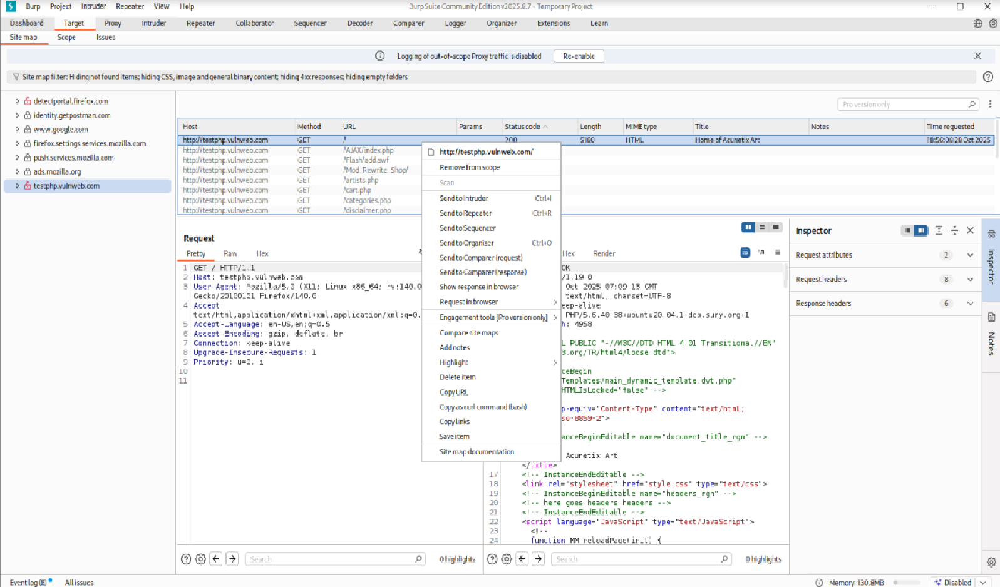 Burp Project Intruder Repeater View Help
Burp Suite Community Edition v2025.8.7 - Temporary Project
Dashboard Target Proxy Intruder Repeater Collaborator Sequencer Decoder Comparer Logger Organizer Extensions Learn
Site map Scope Issues
Logging of out-of-scope Proxy traffic is disabled Re-enable
Site map filter: Hiding not found items; hiding CSS, image and general binary content; hiding 4xx responses; hiding empty folders
detectportal.firefox.com
identity.getpostman.com
www.google.com
firefox.settings.services.mozilla.com
push.services.mozilla.com
ads.mozilla.org
testphp.vulnweb.com
Pro version only
Host Method URL Params Status code Length MIME type Title Notes Time requested
http://testphp.vulnweb.com GET / 200 5180 HTML Home of Acunetix Art 18:56:08 28 Oct 2025
http://testphp.vulnweb.com GET /AJAX/index.php
http://testphp.vulnweb.com GET /Flash/add.swf
http://testphp.vulnweb.com GET /Mod_Rewrite_Shop/
http://testphp.vulnweb.com GET /artists.php
http://testphp.vulnweb.com GET /cart.php
http://testphp.vulnweb.com GET /categories.php
http://testphp.vulnweb.com GET /disclaimer.php
http://testphp.vulnweb.com/
Remove from scope
Scan
Send to Intruder Ctrl+I
Send to Repeater Ctrl+R
Send to Sequencer
Send to Organizer Ctrl+O
Send to Comparer (request)
Send to Comparer (response)
Show response in browser
Request in browser
Engagement tools [Pro version only]
Compare site maps
Add notes
Highlight
Delete item
Copy URL
Copy as curl command (bash)
Copy links
Save item
Site map documentation
Request
Pretty Raw Hex
1 GET / HTTP/1.1
2 Host: testphp.vulnweb.com
3 User-Agent: Mozilla/5.0 (X11; Linux x86_64; rv:140.0
Gecko/20100101 Firefox/140.0
4 Accept:
text/html,application/xhtml+xml,application/xml;q=0.
5 Accept-Language: en-US,en;q=0.5
6 Accept-Encoding: gzip, deflate, br
7 Connection: keep-alive
8 Upgrade-Insecure-Requests: 1
9 Priority: u=0, i
10
11
Hex Render
\n
OK
/1.19.0
Oct 2025 07:09:13 GMT
text/html; charset=UTF-8
eep-alive
PHP/5.6.40-38+ubuntu20.04.1+deb.sury.org+1
h: 4958
L PUBLIC "-//W3C//DTD HTML 4.01 Transitional//EN"
3.org/TR/html4/loose.dtd">
ceBegin
Templates/main_dynamic_template.dwt.php"
HTMLIsLocked="false" -->
p-equiv="Content-Type" content="text/html;
so-8859-2">
anceBeginEditable name="document_title_rgn" -->
Acunetix Art
</title>
17 <!-- InstanceEndEditable -->
18 <link rel="stylesheet" href="style.css" type="text/css">
19 <!-- InstanceBeginEditable name="headers_rgn" -->
20 <!-- here goes headers headers -->
21 <!-- InstanceEndEditable -->
22 <script language="JavaScript" type="text/JavaScript">
23 <!--
24 function MM_reloadPage(init) {
Search 0 highlights
Search 0 highlights
Inspector
Request attributes 2
Request headers 8
Response headers 6
Inspector
Notes
Event log (8) All issues
Memory: 130.8MB Disabled